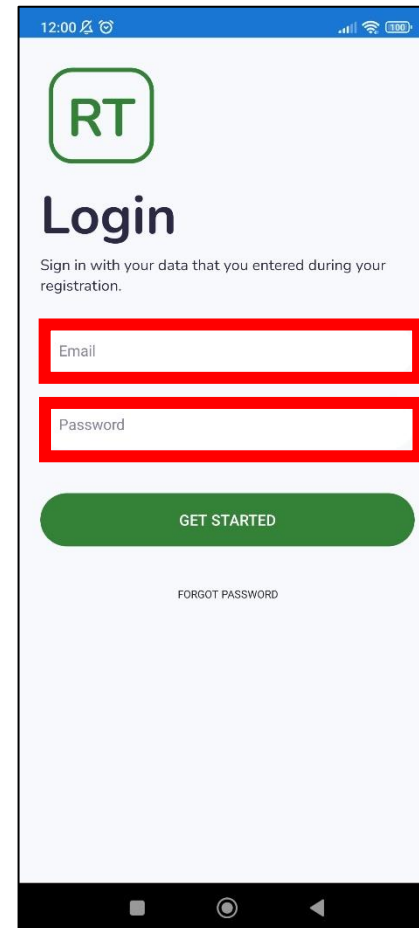 12:00
100
RT
Login
Sign in with your data that you entered during your
registration.
Email
Password
GET STARTED
FORGOT PASSWORD